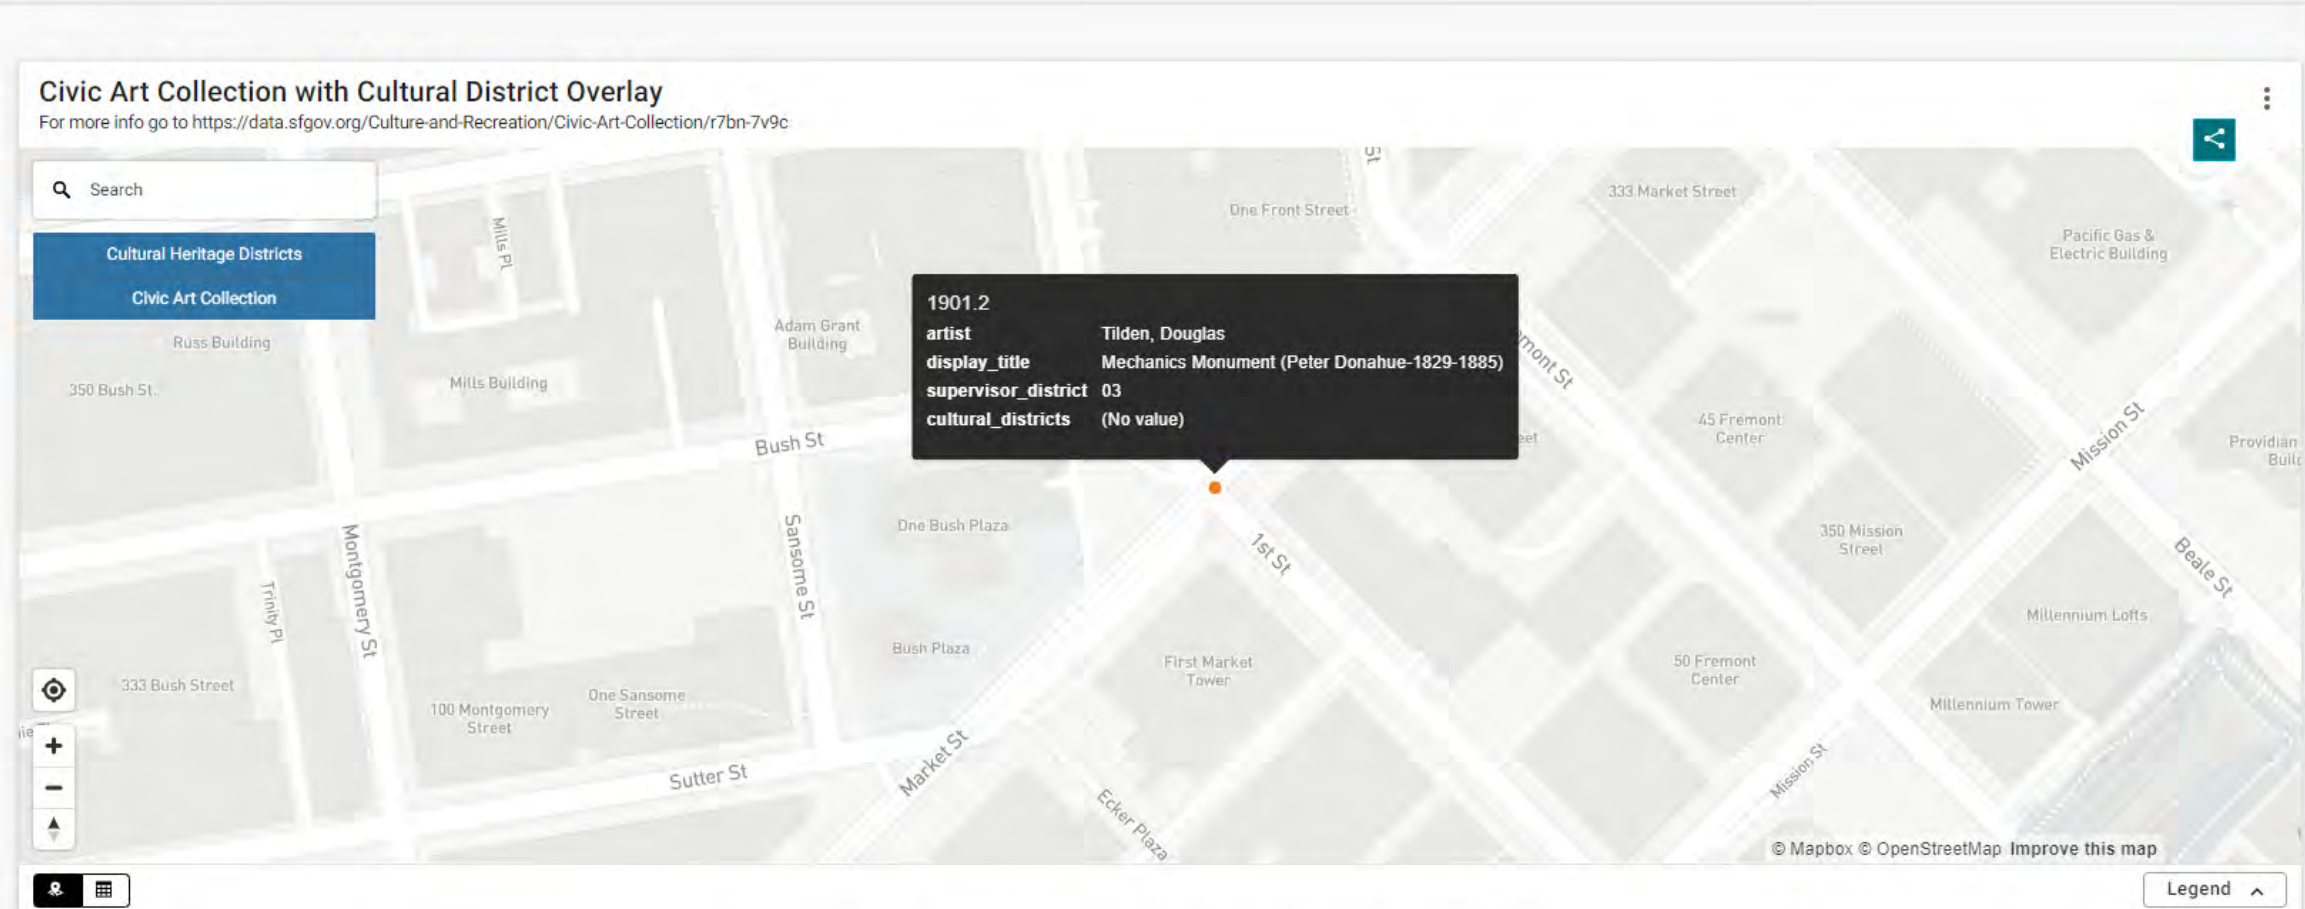 Civic Art Collection with Cultural District Overlay
For more info go to https://data.sfgov.org/Culture-and-Recreation/Civic-Art-Collection/r7bn-7v9c
Search
Cultural Heritage Districts
Civic Art Collection
Mills Pl
St
One Front Street
333 Market Street
Pacific Gas &
Electric Building
Russ Building
350 Bush St.
Mills Building
Adam Grant
Building
1901.2
artist Tilden, Douglas
display_title Mechanics Monument (Peter Donahue-1829-1885)
supervisor_district 03
cultural_districts (No value)
mont St
eet
45 Fremont
Center
Mission St
Providian
Build
Bush St
Montgomery St
Sansome St
One Bush Plaza
1st St
350 Mission
Street
Beale St
Trinity Pl
Bush Plaza
First Market
Tower
50 Fremont
Center
Millennium Lofts
333 Bush Street
100 Montgomery
Street
One Sansome
Street
Millennium Tower
Sutter St
Market St
Ecker Plaza
Mission St
© Mapbox © OpenStreetMap Improve this map
Legend